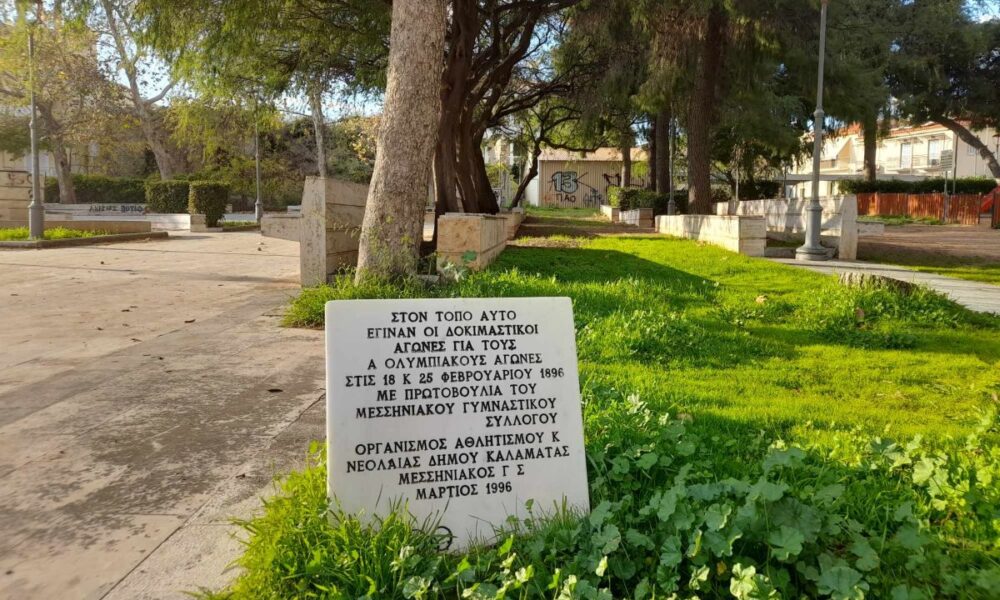 ΣΤΟΝ ΤΟΠΟ ΑΥΤΟ
ΕΓΙΝΑΝ ΟΙ ΔΟΚΙΜΑΣΤΙΚΟΙ
ΑΓΩΝΕΣ ΓΙΑ ΤΟΥΣ
Α ΟΛΥΜΠΙΑΚΟΥΣ ΑΓΩΝΕΣ
ΣΤΙΣ 18 Κ 25 ΦΕΒΡΟΥΑΡΙΟΥ 1896
ΜΕ ΠΡΩΤΟΒΟΥΛΙΑ ΤΟΥ
ΜΕΣΣΗΝΙΑΚΟΥ ΓΥΜΝΑΣΤΙΚΟΥ
ΣΥΛΛΟΓΟΥ
ΟΡΓΑΝΙΣΜΟΣ ΑΘΛΗΤΙΣΜΟΥ Κ
ΝΕΟΛΑΙΑΣ ΔΗΜΟΥ ΚΑΛΑΜΑΤΑΣ
ΜΕΣΣΗΝΙΑΚΟΣ Γ Σ
ΜΑΡΤΙΟΣ 1996
13